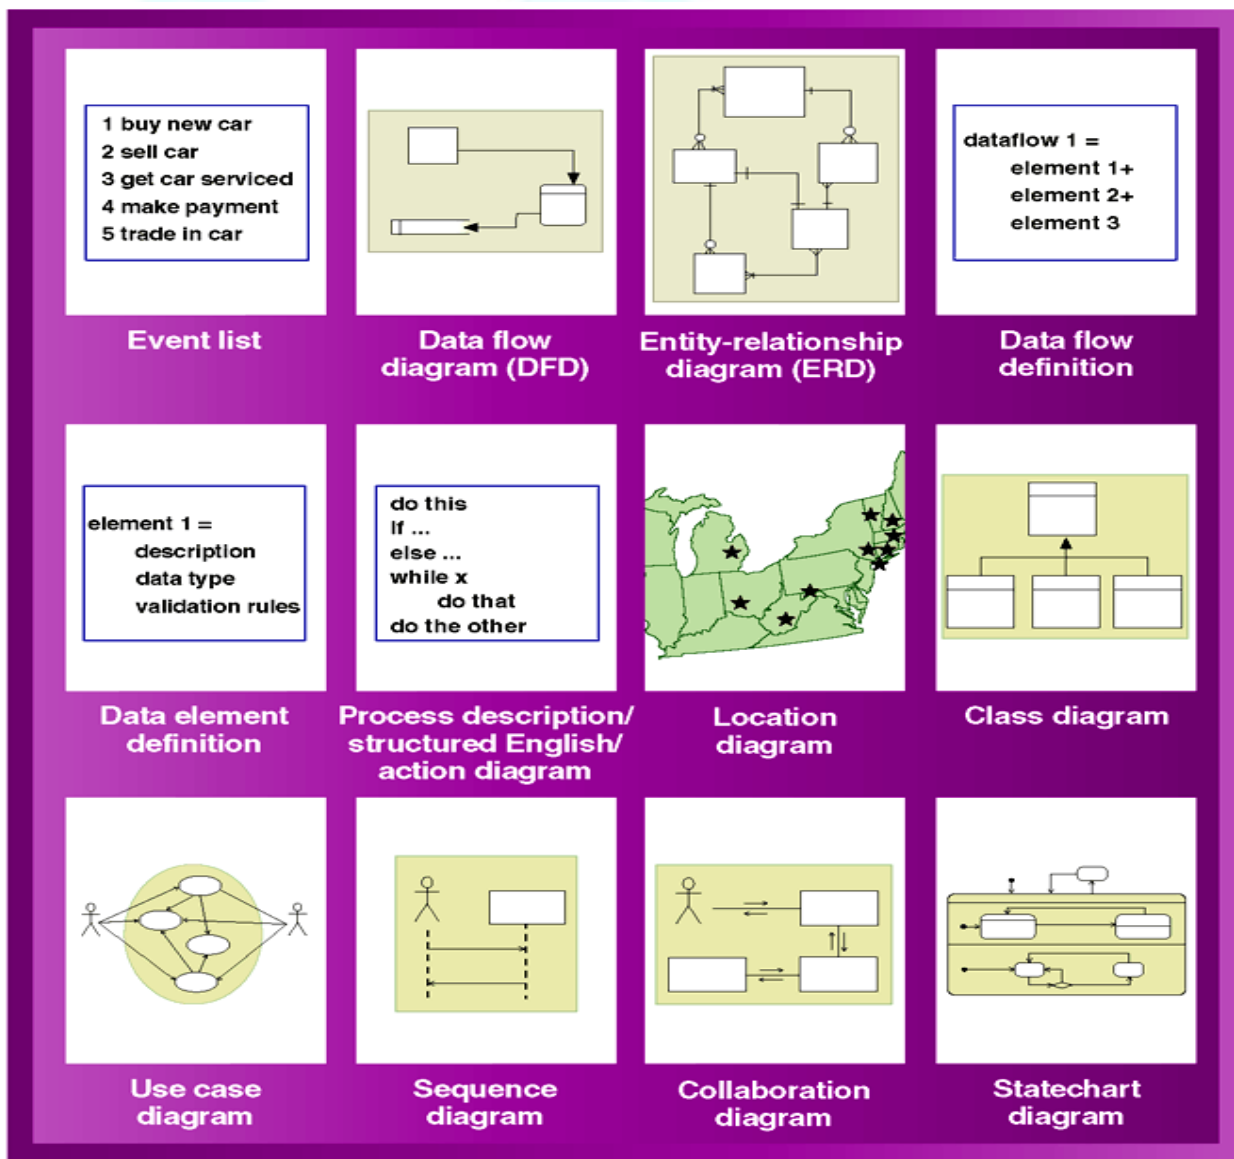 1 buy new car
2 sell car
3 get car serviced
4 make payment
5 trade in car
Event list
Data flow
diagram (DFD)
Entity-relationship
diagram (ERD)
dataflow 1 =
element 1+
element 2+
element 3
Data flow
definition
element 1 =
description
data type
validation rules
Data element
definition
do this
If ...
else ...
while x
do that
do the other
Process description/
structured English/
action diagram
Location
diagram
Class diagram
Use case
diagram
Sequence
diagram
Collaboration
diagram
Statechart
diagram